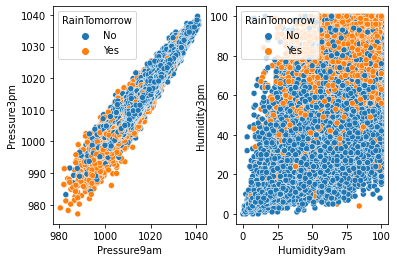 RainTomorrow
No
Yes
1040
1030
1020
1010
1000
990
980
Pressure3pm
980
1000
1020
1040
Pressure9am
RainTomorrow
No
Yes
100
80
60
40
20
0
Humidity3pm
0
25
50
75
100
Humidity9am